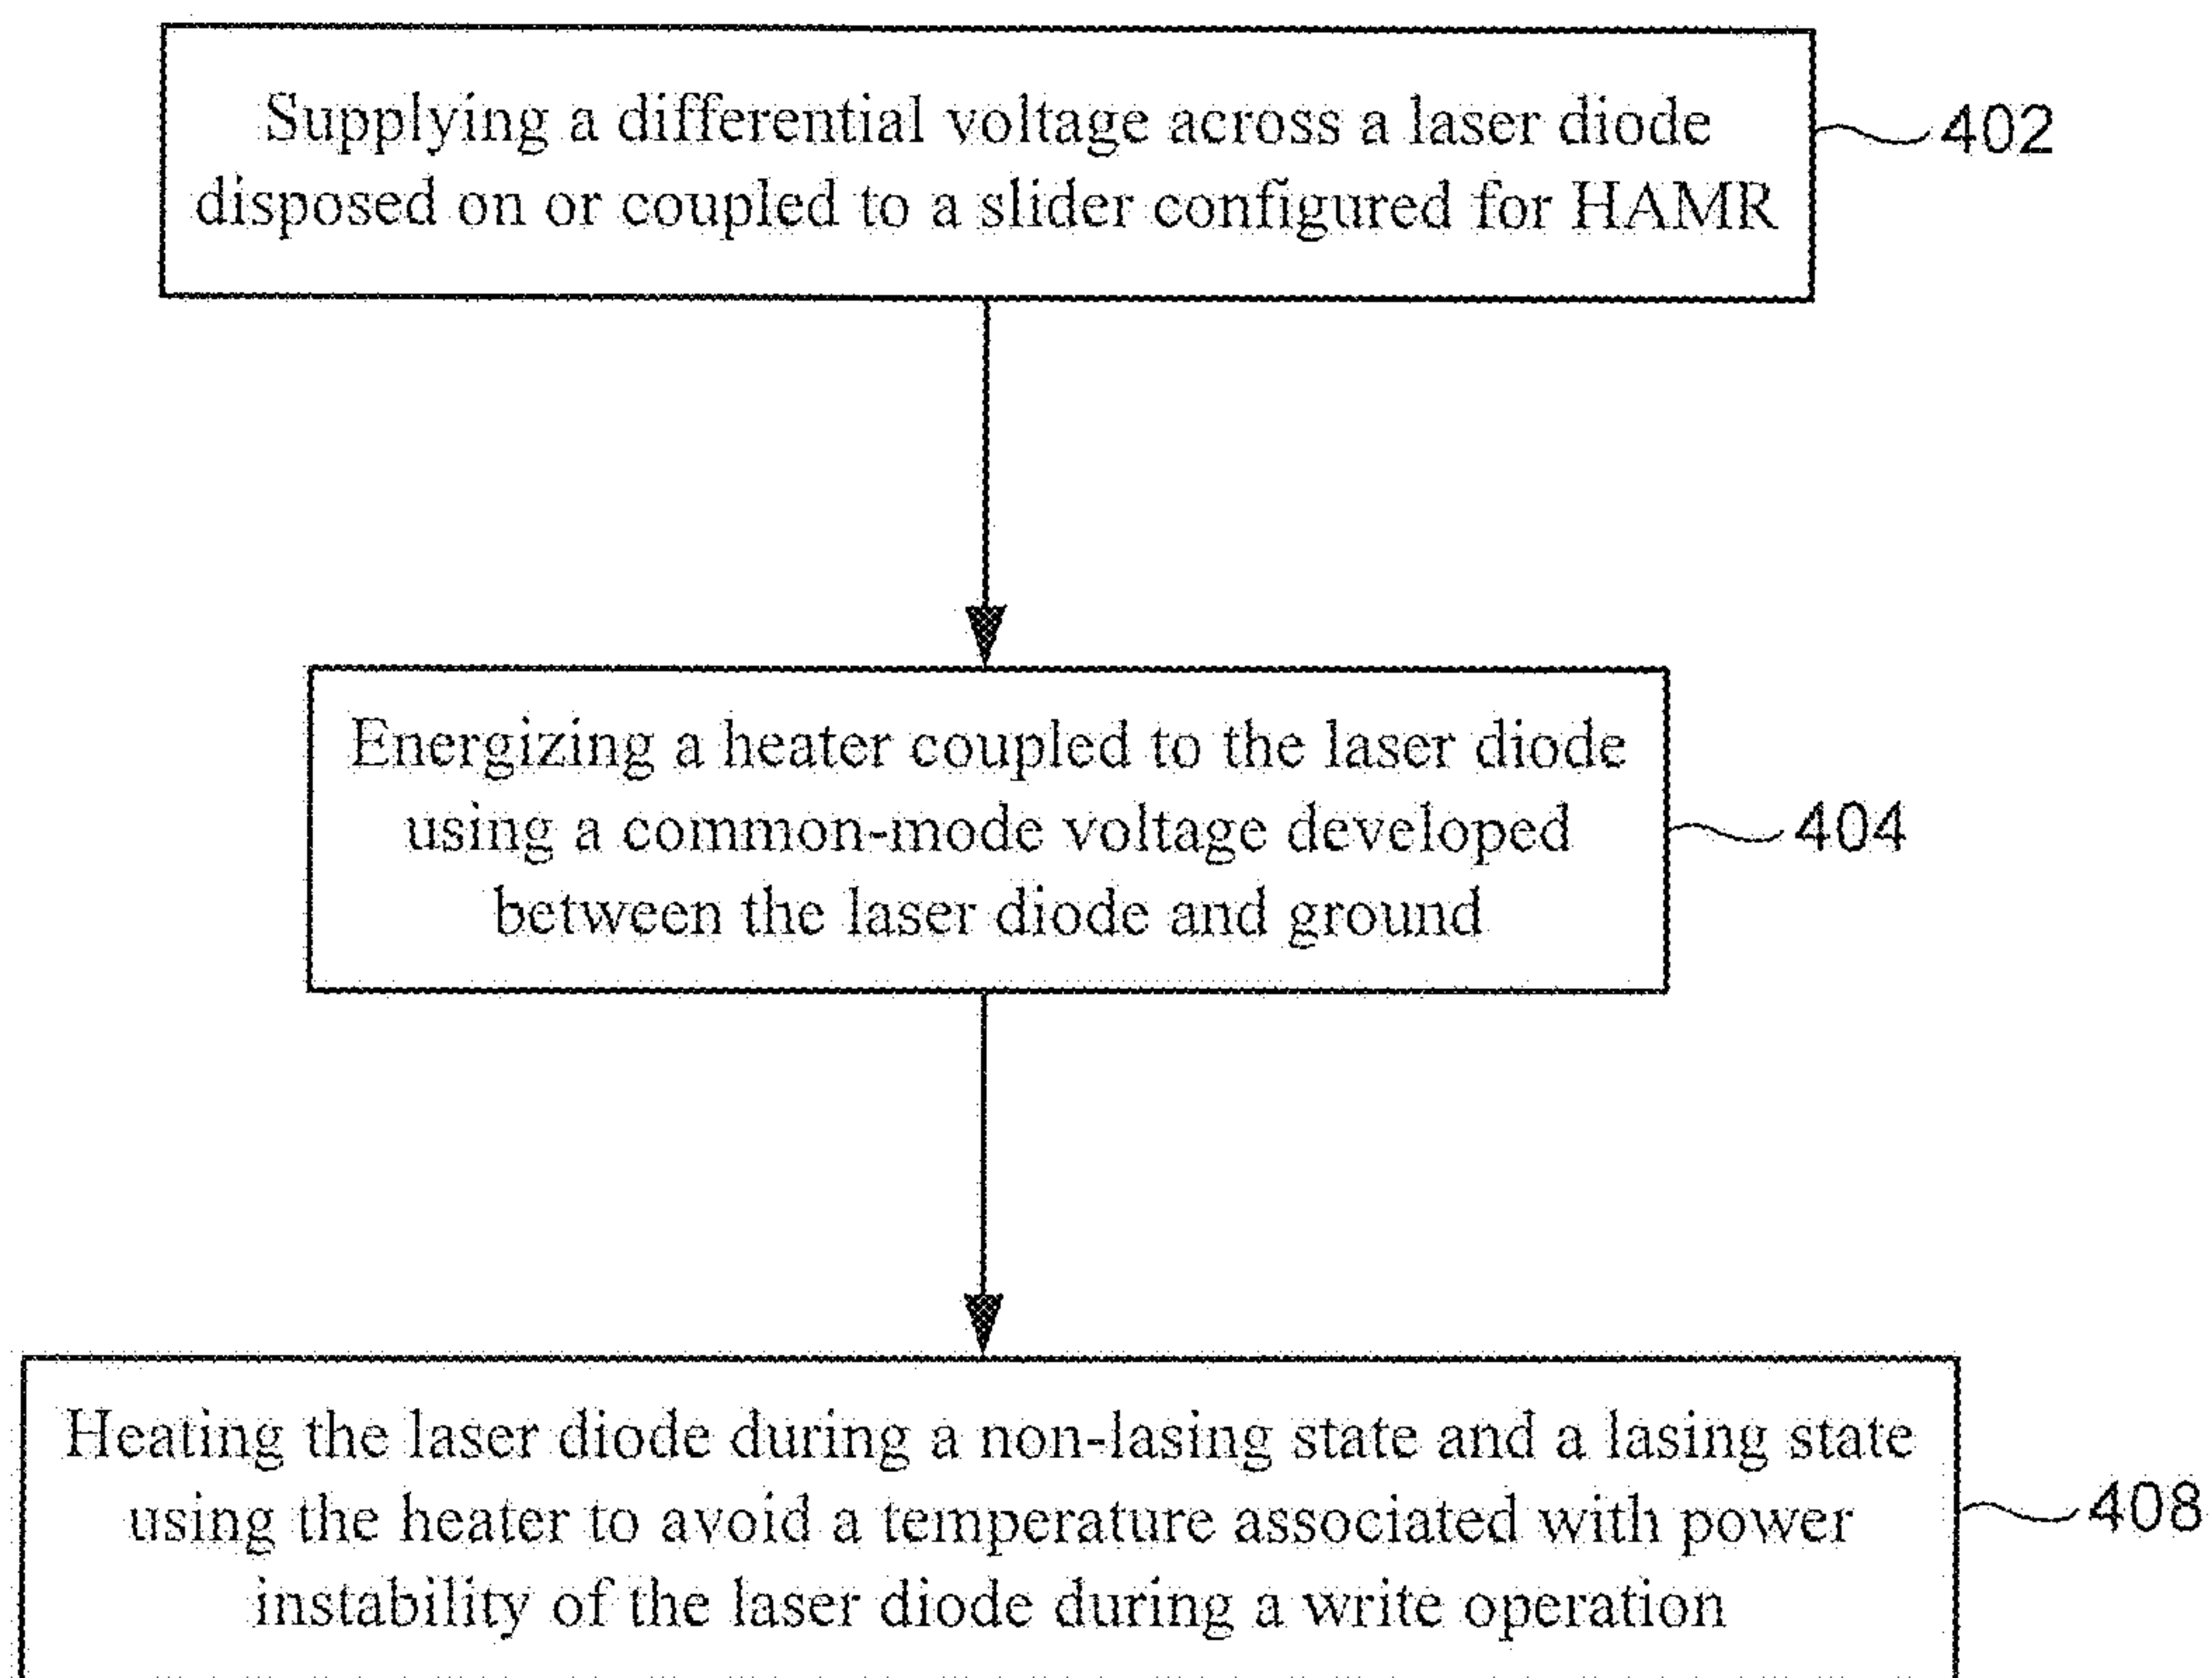 Supplying a differential voltage across a laser diode
disposed on or coupled to a slider configured for HAMR
402
Energizing a heater coupled to the laser diode
using a common-mode voltage developed
between the laser diode and ground
404
Heating the laser diode during a non-lasing state and a lasing state
using the heater to avoid a temperature associated with power
instability of the laser diode during a write operation
408